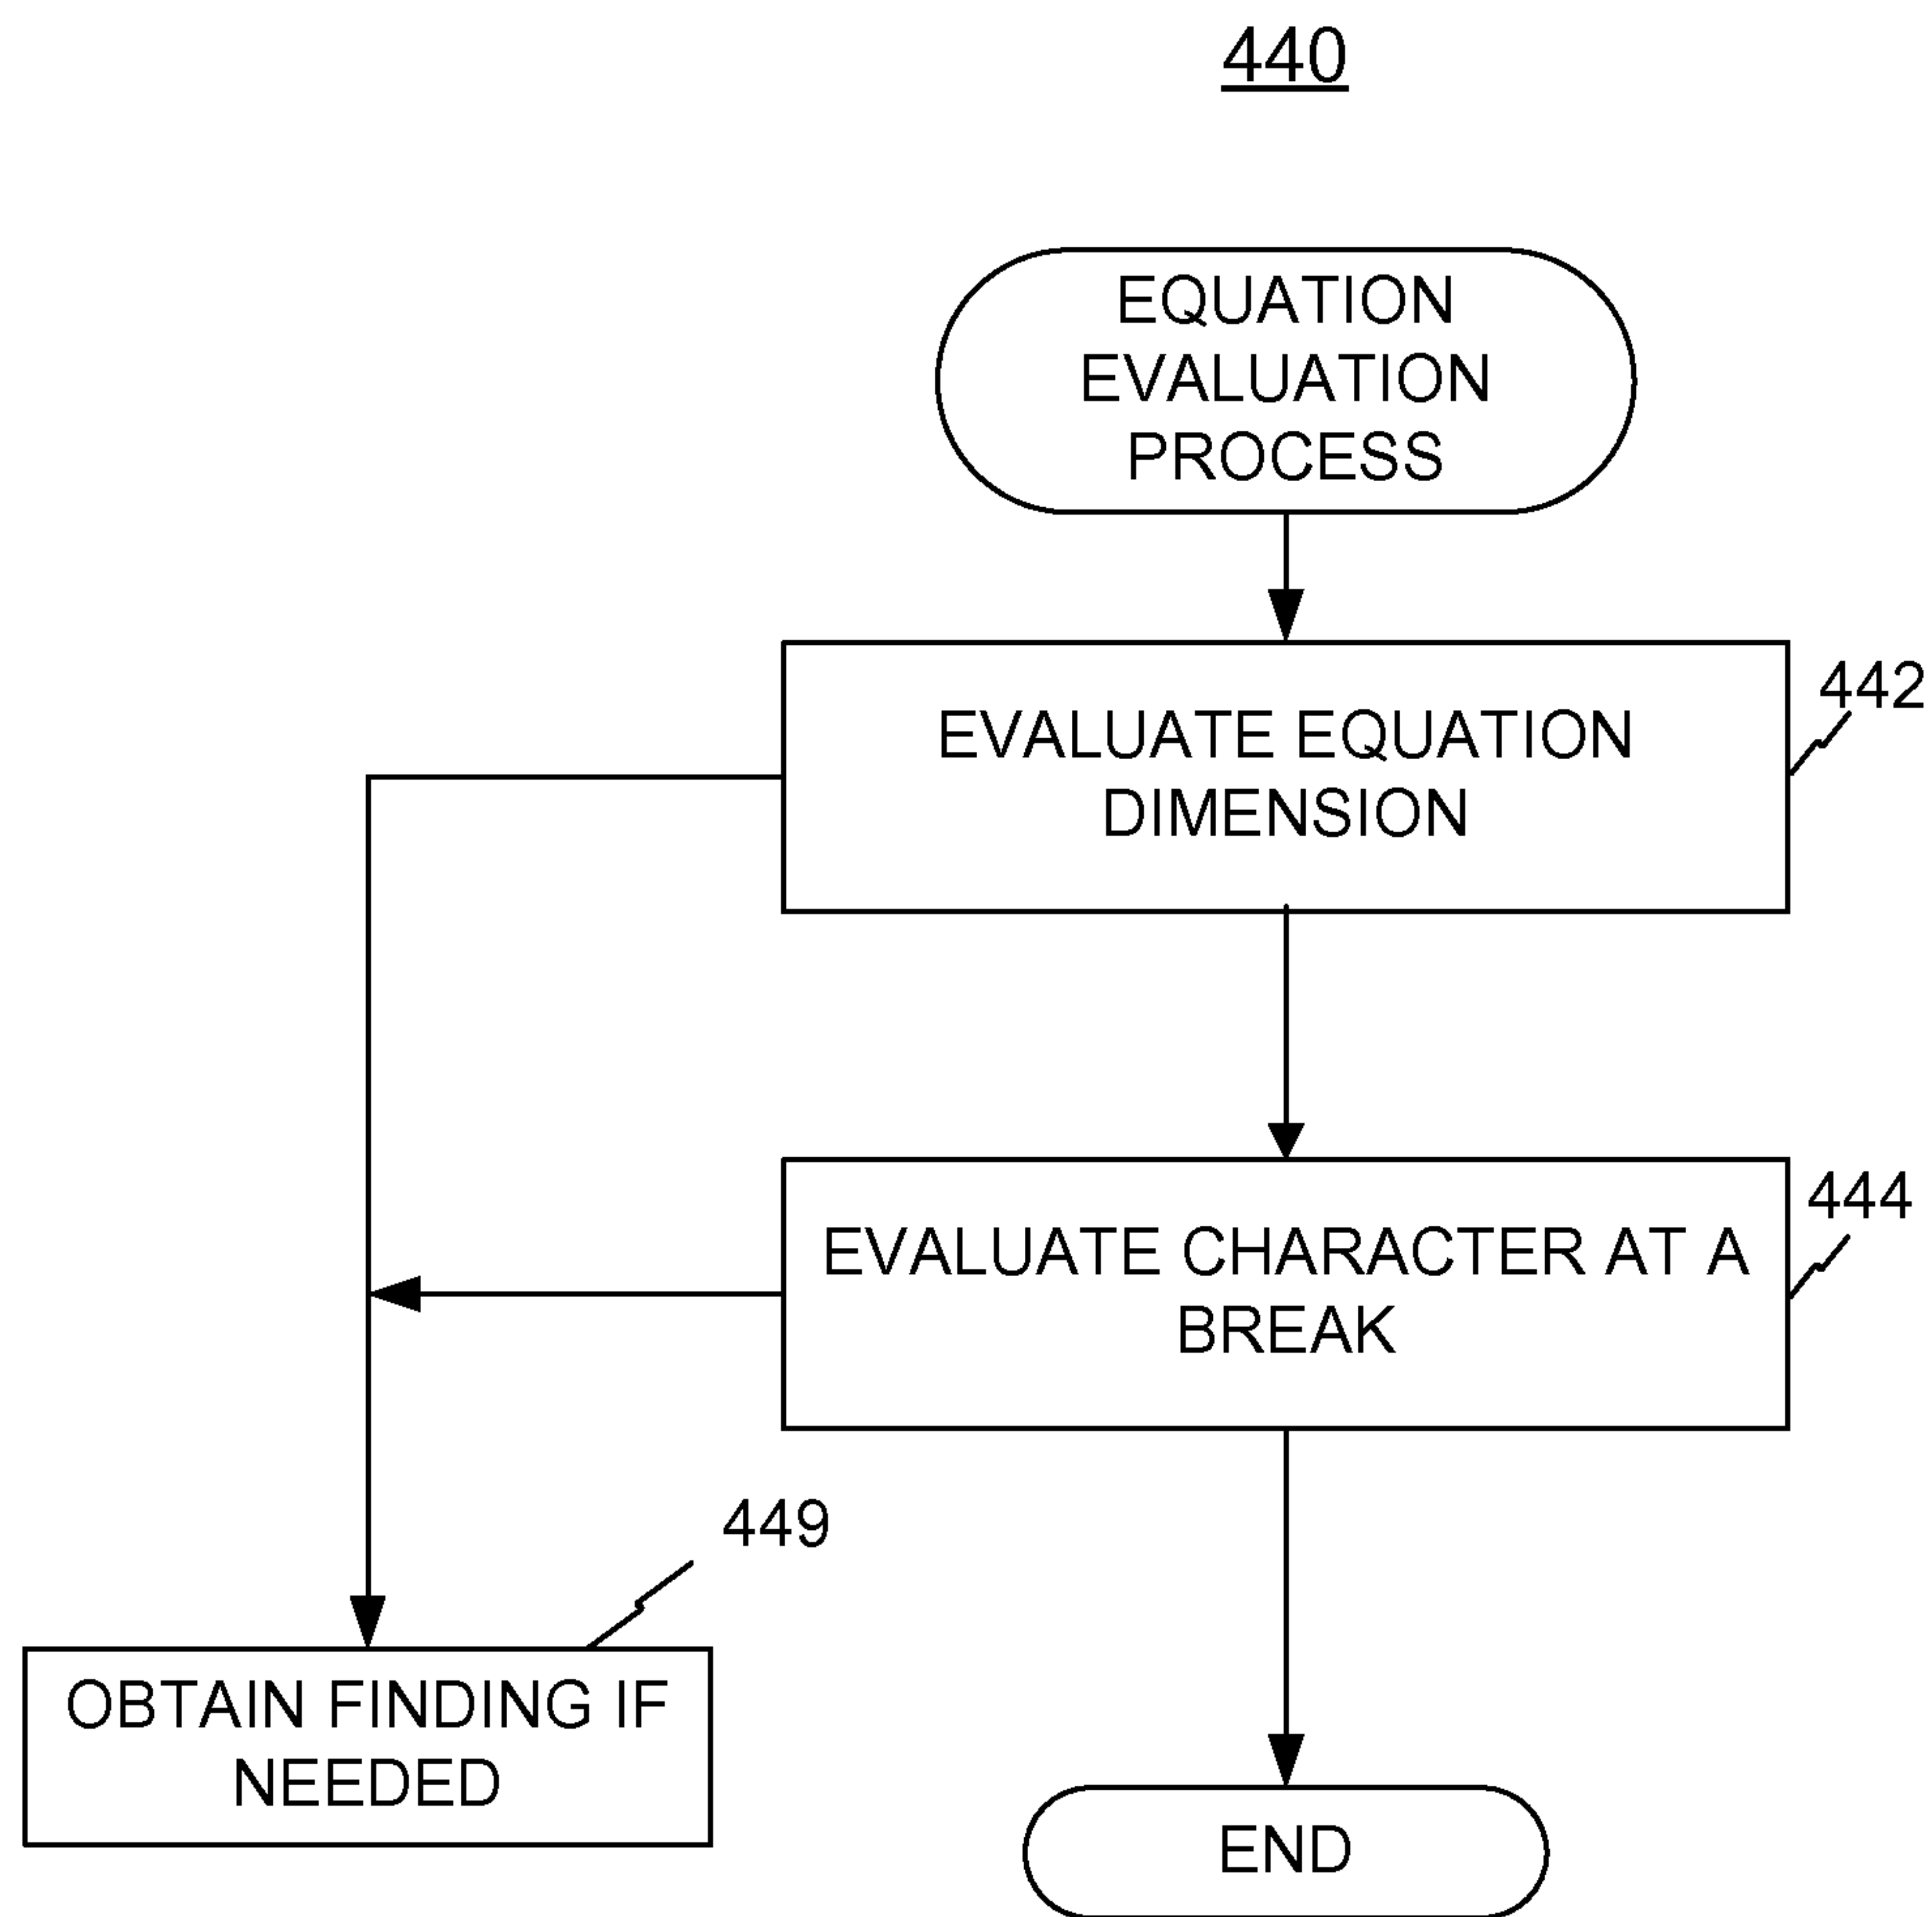 440
EQUATION
EVALUATION
PROCESS
442
EVALUATE EQUATION
DIMENSION
444
EVALUATE CHARACTER AT A
BREAK
449
OBTAIN FINDING IF
NEEDED
END